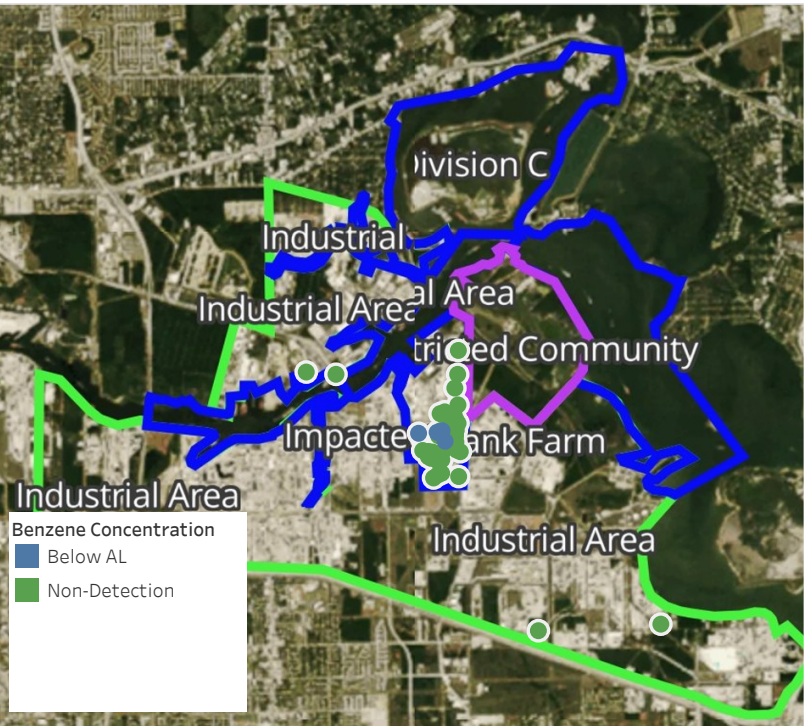 Division C
Industrial
al Area
Industrial Area
tricted Community
Impacte
ank Farm
Industrial Area
Benzene Concentration
Below AL
Non-Detection
Industrial Area